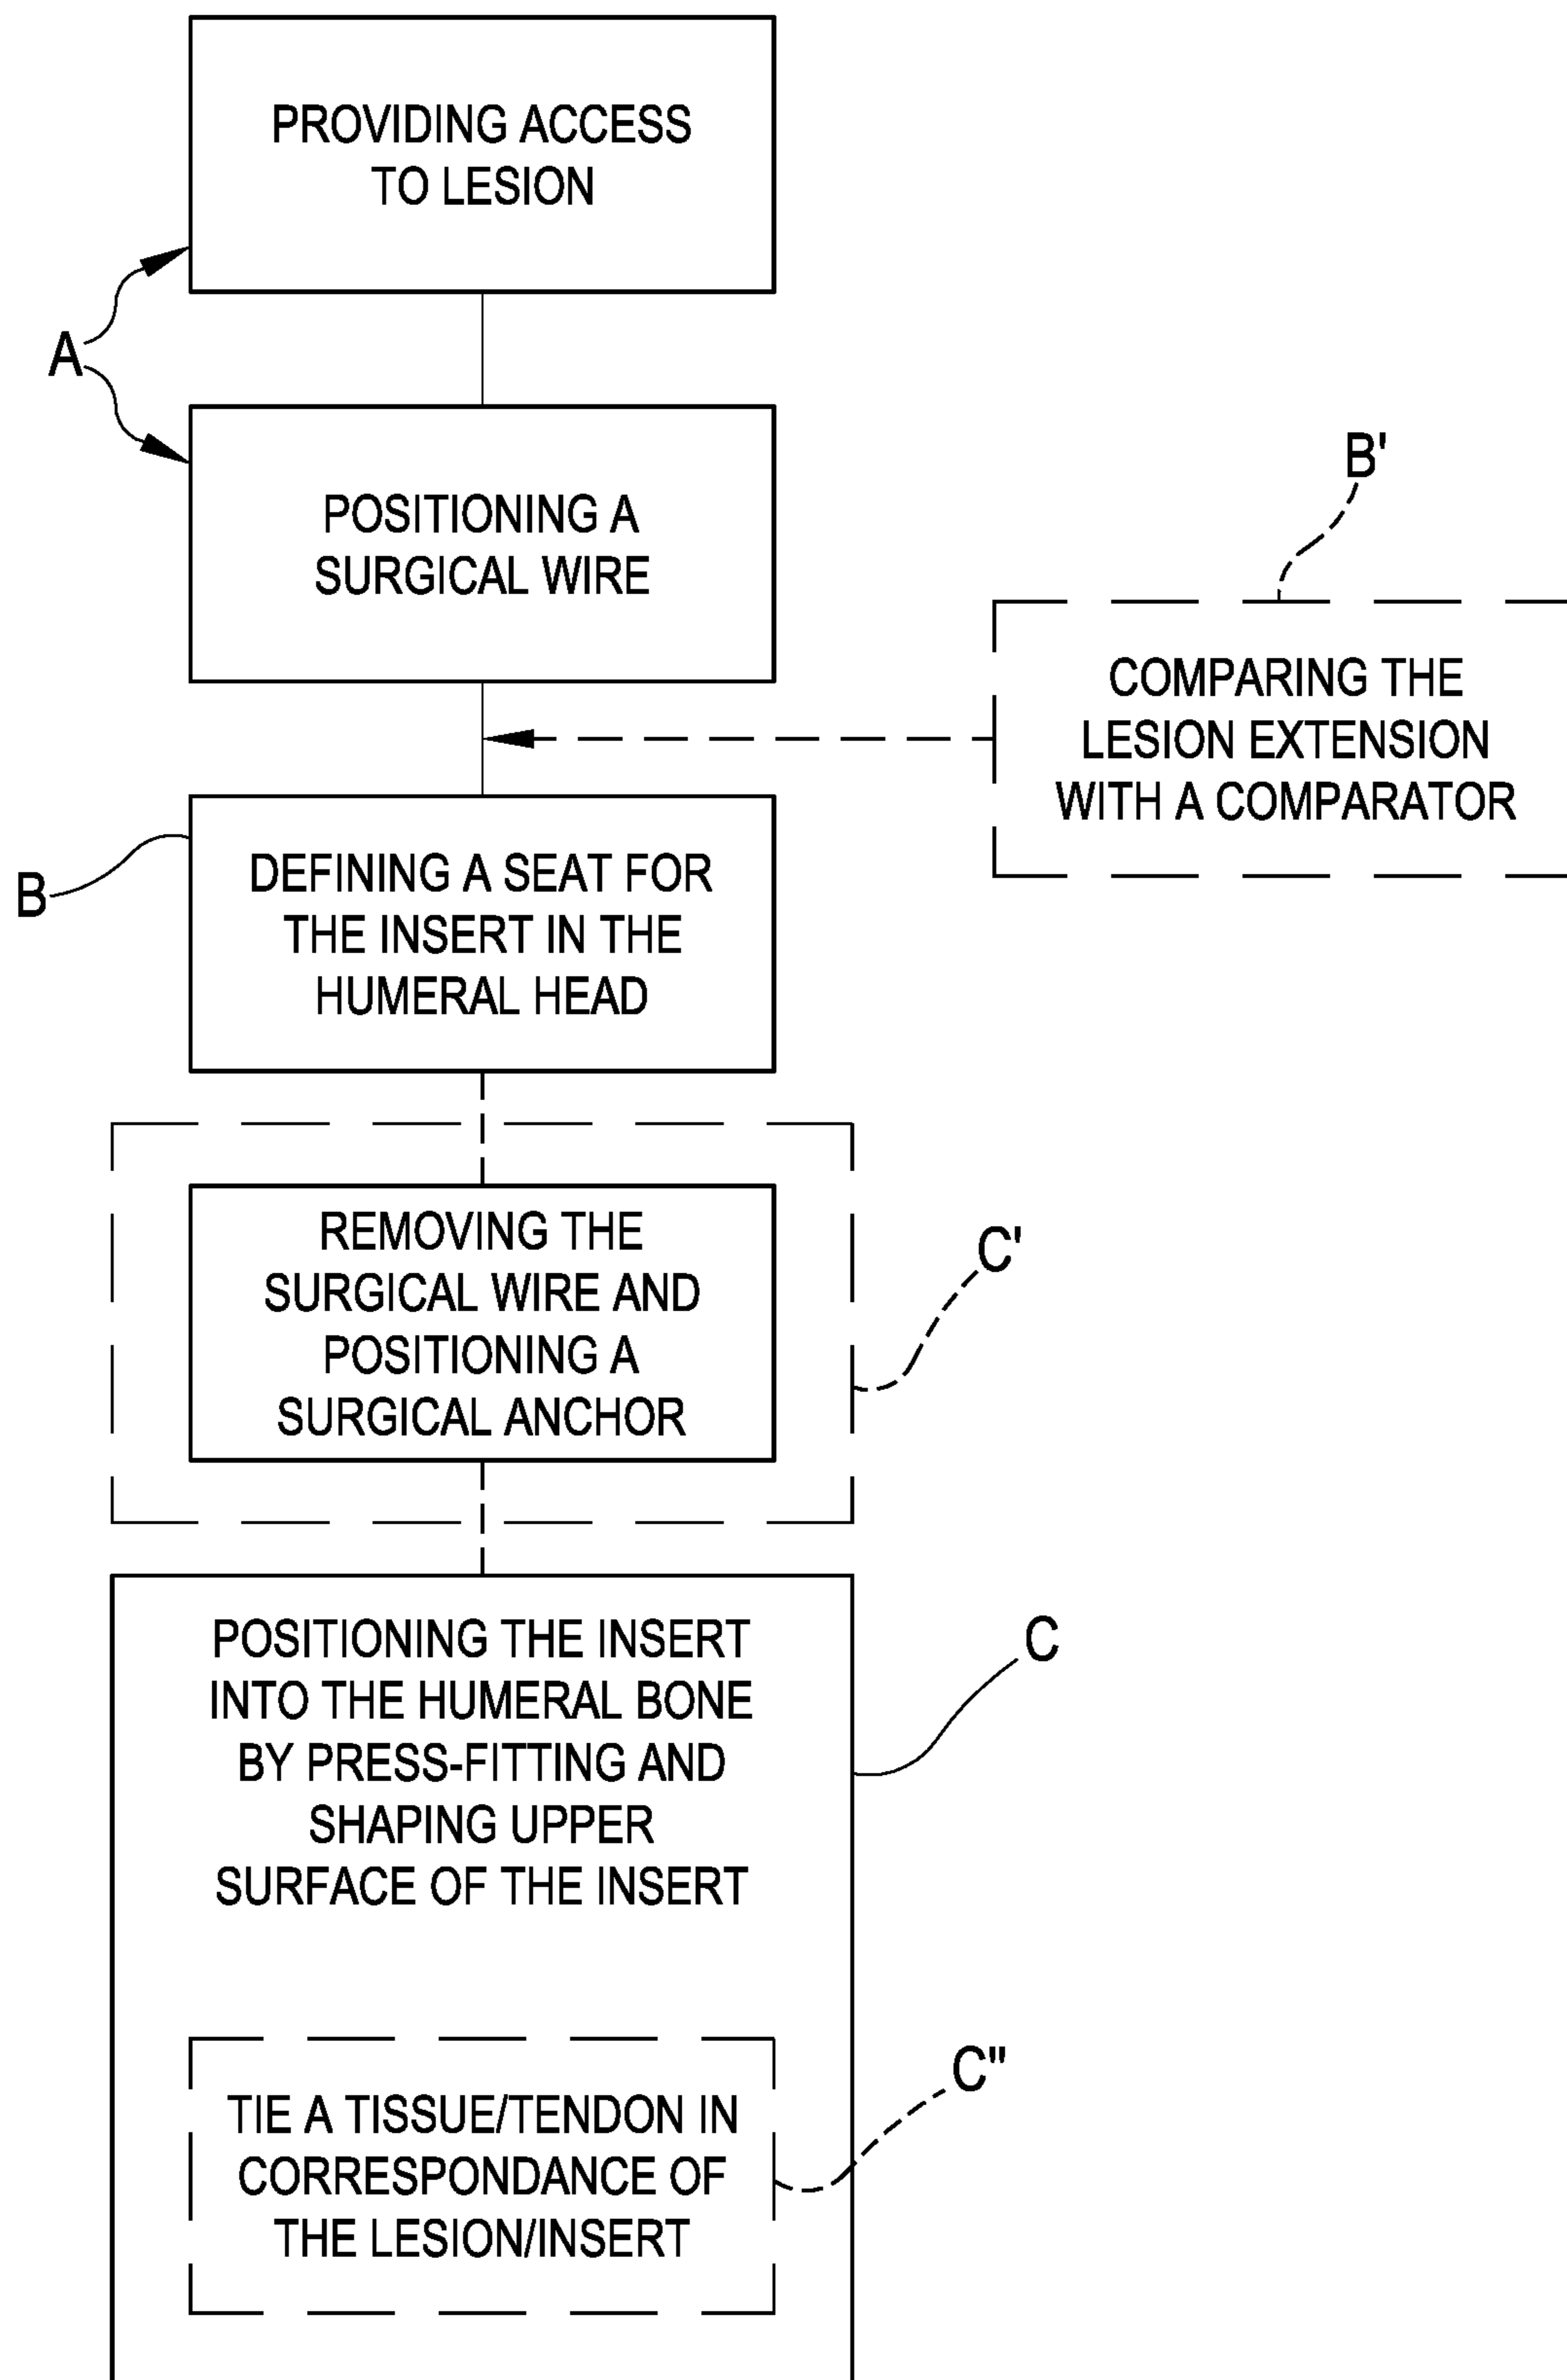 PROVIDING ACCESS
TO LESION
A
POSITIONING A
SURGICAL WIRE
B'
COMPARING THE
LESION EXTENSION
WITH A COMPARATOR
B
DEFINING A SEAT FOR
THE INSERT IN THE
HUMERAL HEAD
REMOVING THE
SURGICAL WIRE AND
POSITIONING A
SURGICAL ANCHOR
C'
POSITIONING THE INSERT
INTO THE HUMERAL BONE
BY PRESS-FITTING AND
SHAPING UPPER
SURFACE OF THE INSERT
C
TIE A TISSUE/TENDON IN
CORRESPONDANCE OF
THE LESION/INSERT
C"